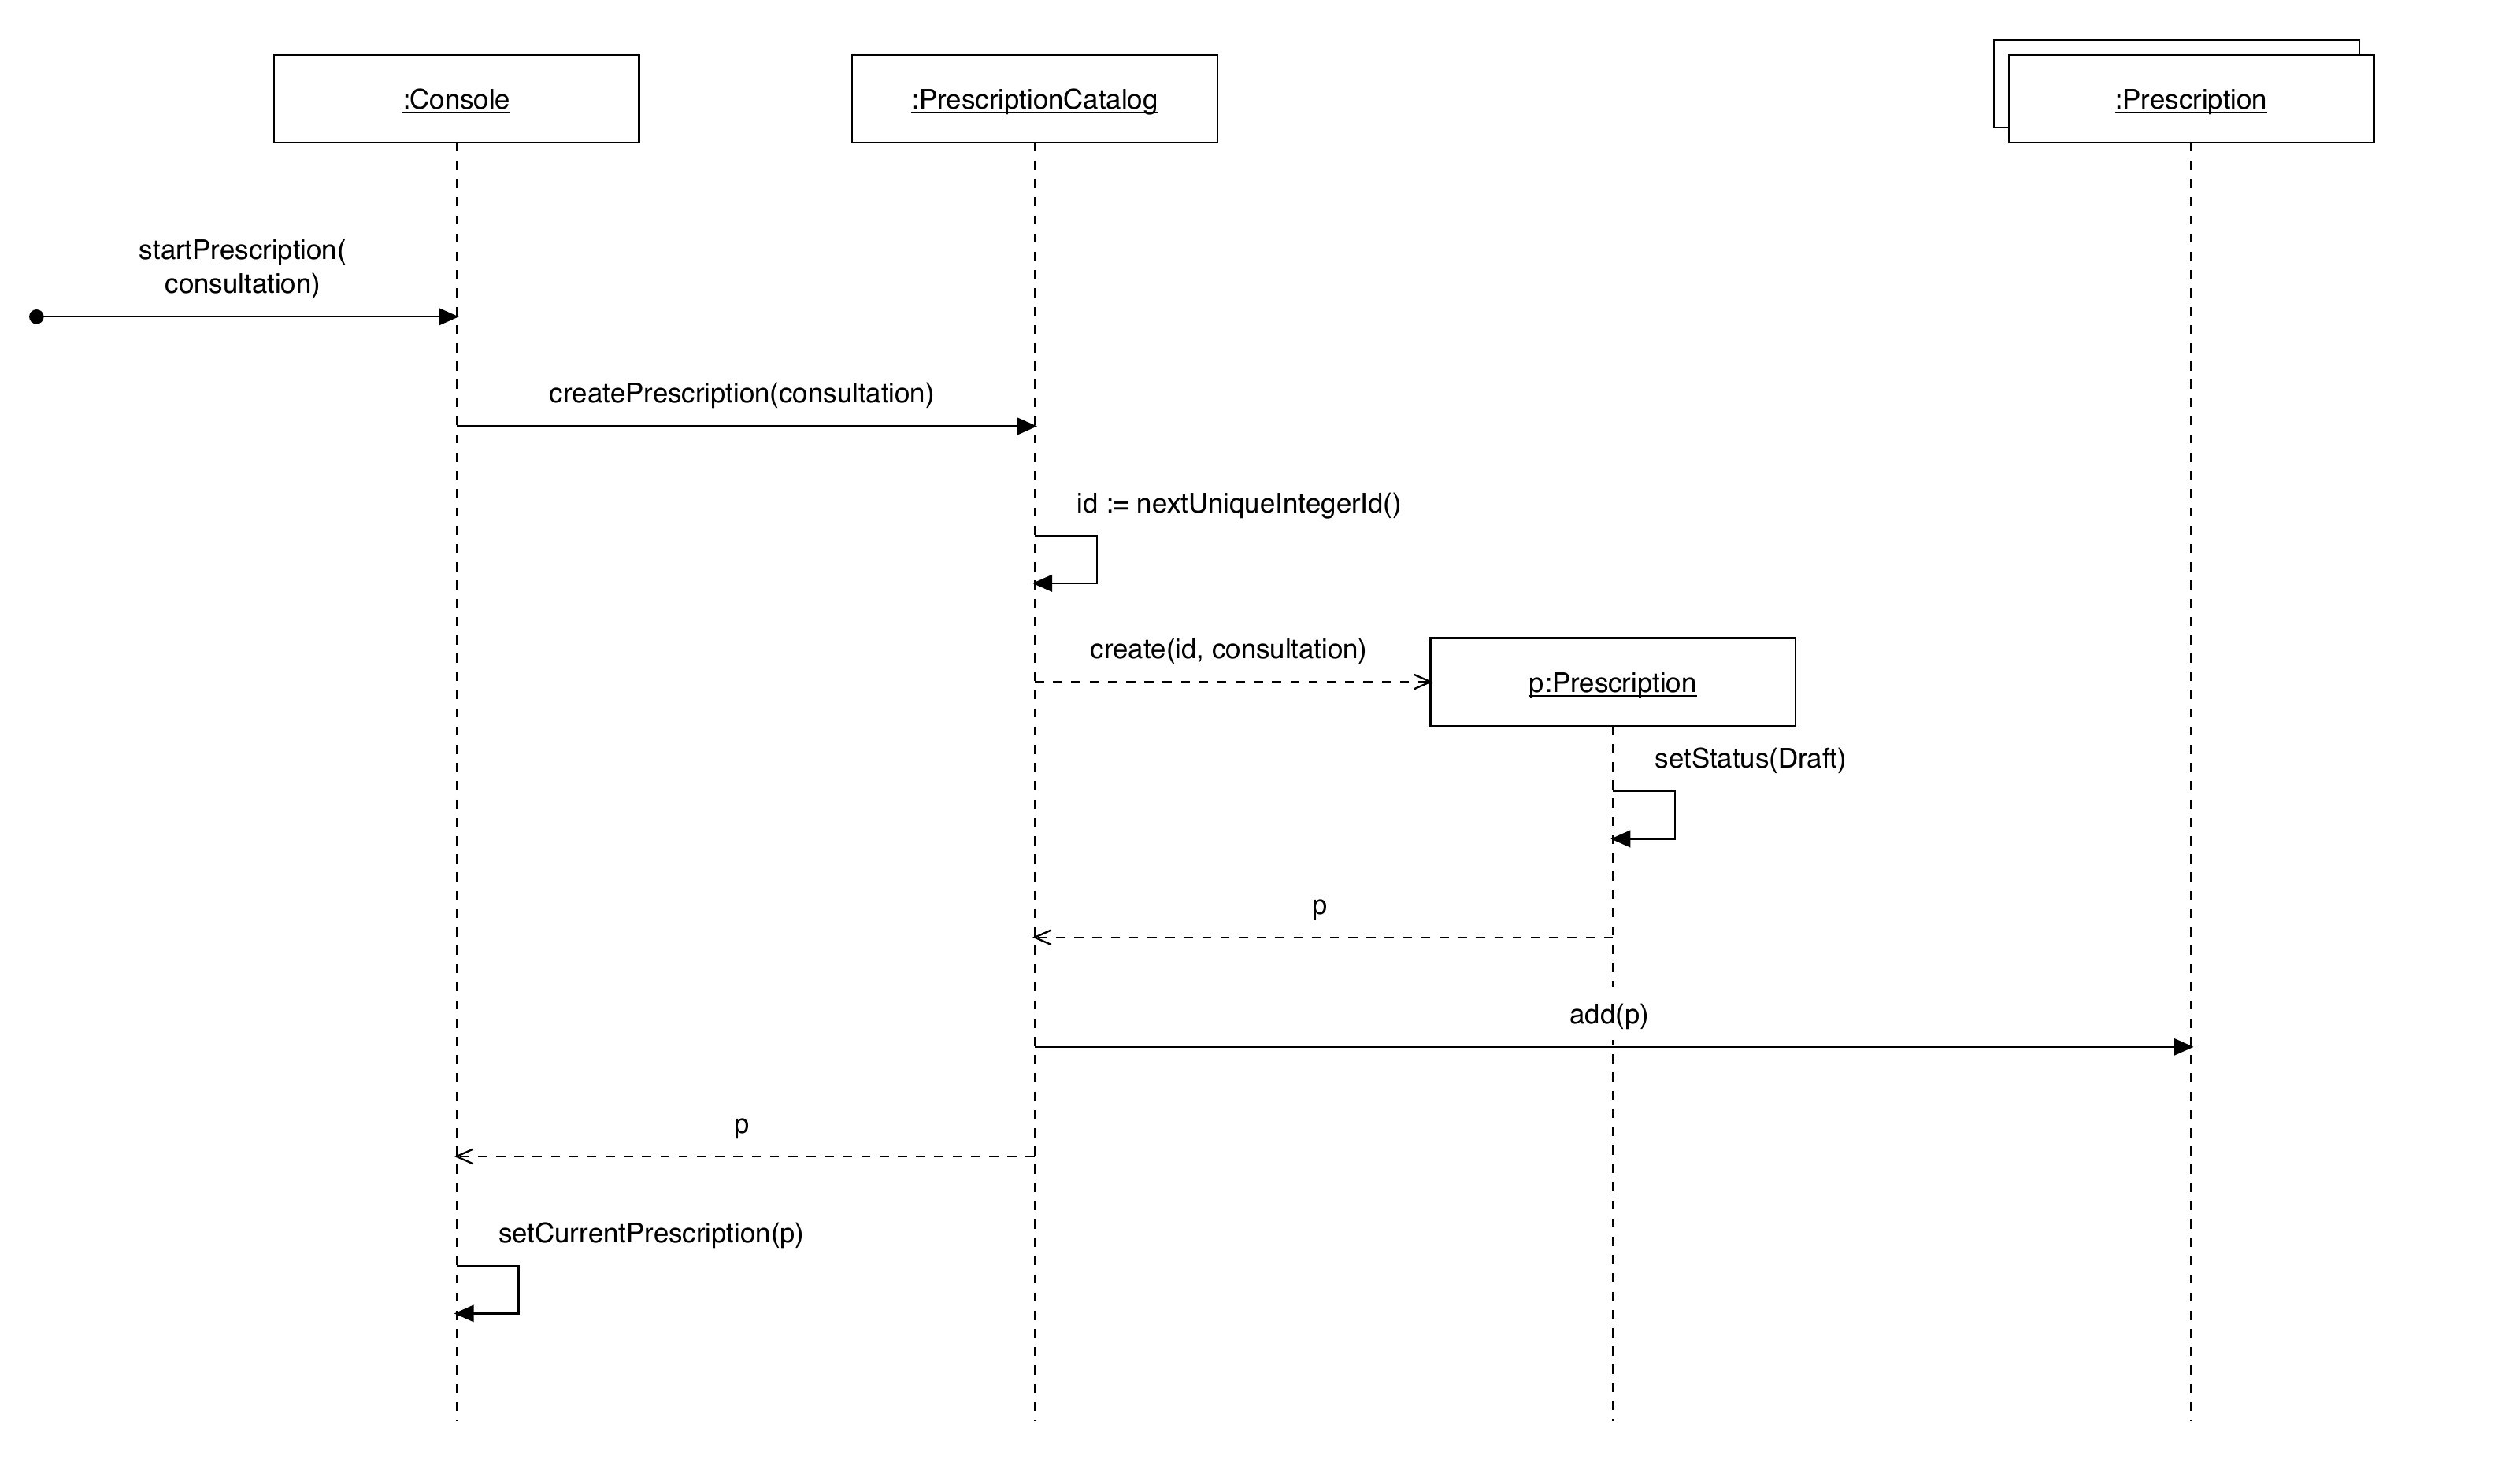 :Console
:PrescriptionCatalog
:Prescription
startPrescription(
consultation)
createPrescription(consultation)
id := nextUniqueIntegerId()
create(id, consultation)
p:Prescription
setStatus(Draft)
p
add(p)
p
setCurrentPrescription(p)